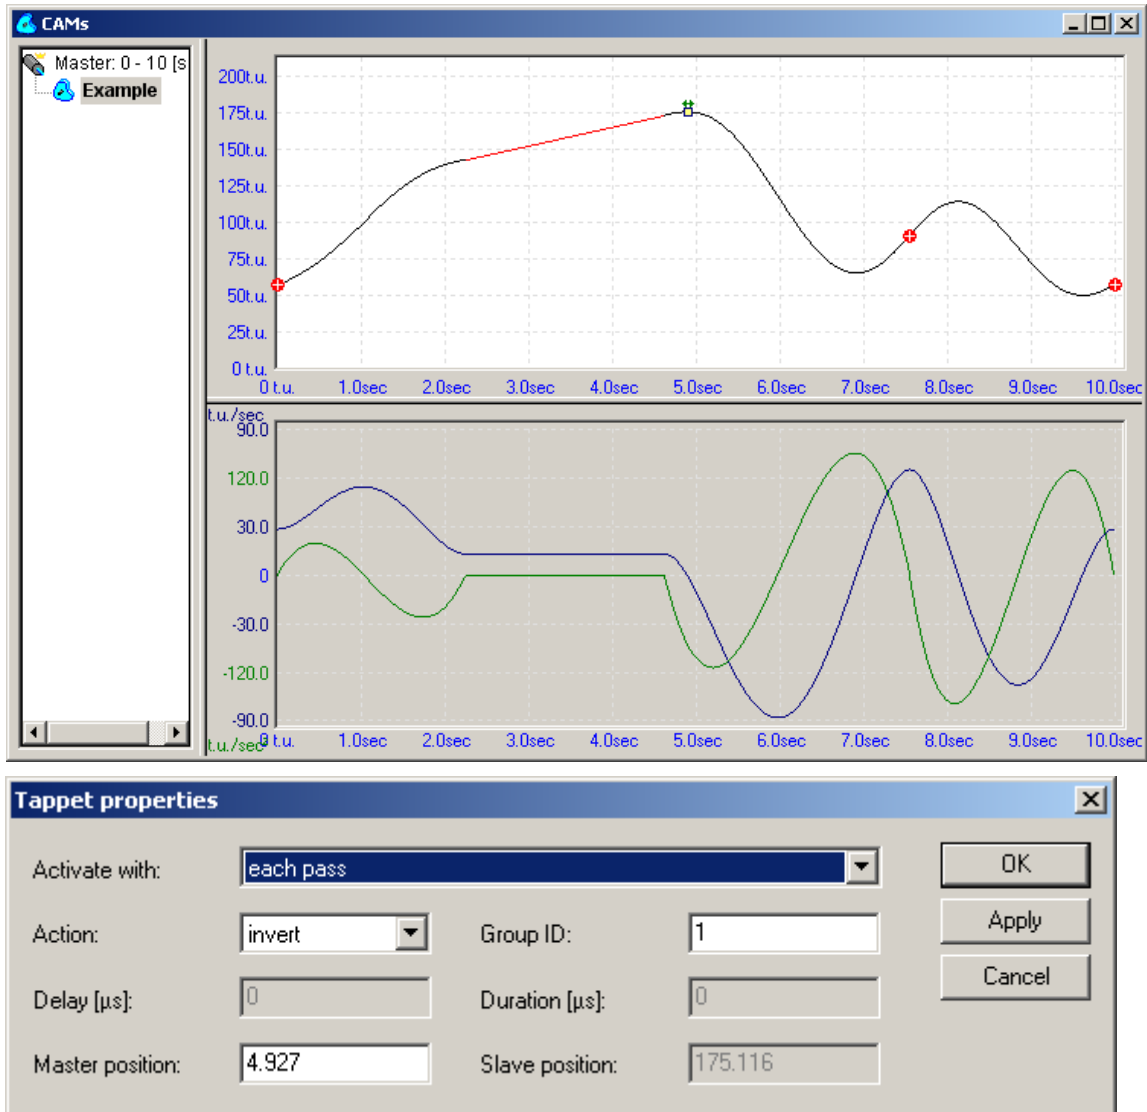 CAMs
Master: 0 - 10 [s
Example
200t.u.
175t.u.
150t.u.
125t.u.
100t.u.
75t.u.
50t.u.
25t.u.
0 t.u.
0 t.u. 1.0sec 2.0sec 3.0sec 4.0sec 5.0sec 6.0sec 7.0sec 8.0sec 9.0sec 10.0sec
t.u./sec
90.0
120.0
30.0
0
-30.0
-120.0
-90.0
t.u./sec² t.u. 1.0sec 2.0sec 3.0sec 4.0sec 5.0sec 6.0sec 7.0sec 8.0sec 9.0sec 10.0sec
Tappet properties
Activate with: each pass OK
Action: invert Group ID: 1 Apply
Delay [µs]: 0 Duration [µs]: 0 Cancel
Master position: 4.927 Slave position: 175.116